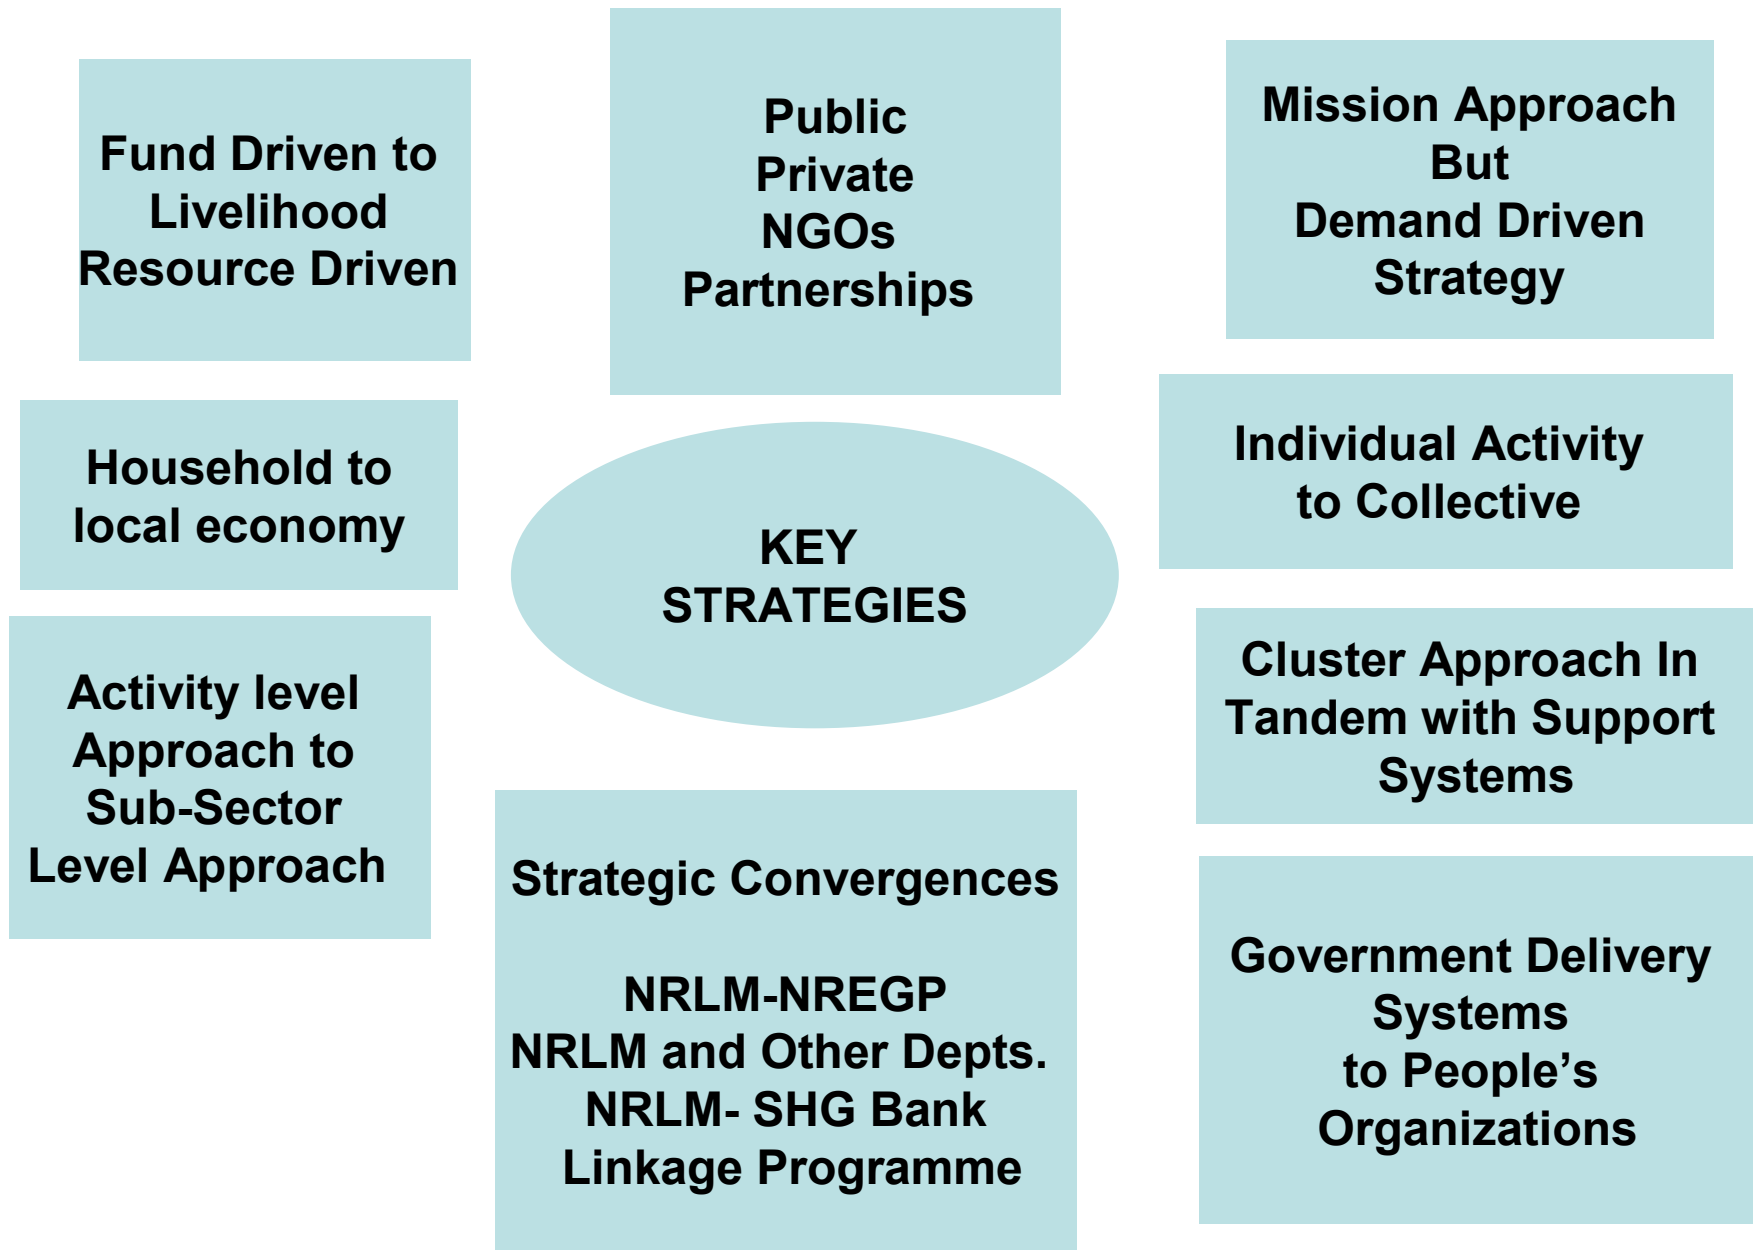 Fund Driven to
Livelihood
Resource Driven
Public
Private
NGOs
Partnerships
Mission Approach
But
Demand Driven
Strategy
Household to
local economy
KEY
STRATEGIES
Individual Activity
to Collective
Activity level
Approach to
Sub-Sector
Level Approach
Cluster Approach In
Tandem with Support
Systems
Strategic Convergences
NRLM-NREGP
NRLM and Other Depts.
NRLM- SHG Bank
Linkage Programme
Government Delivery
Systems
to People’s
Organizations